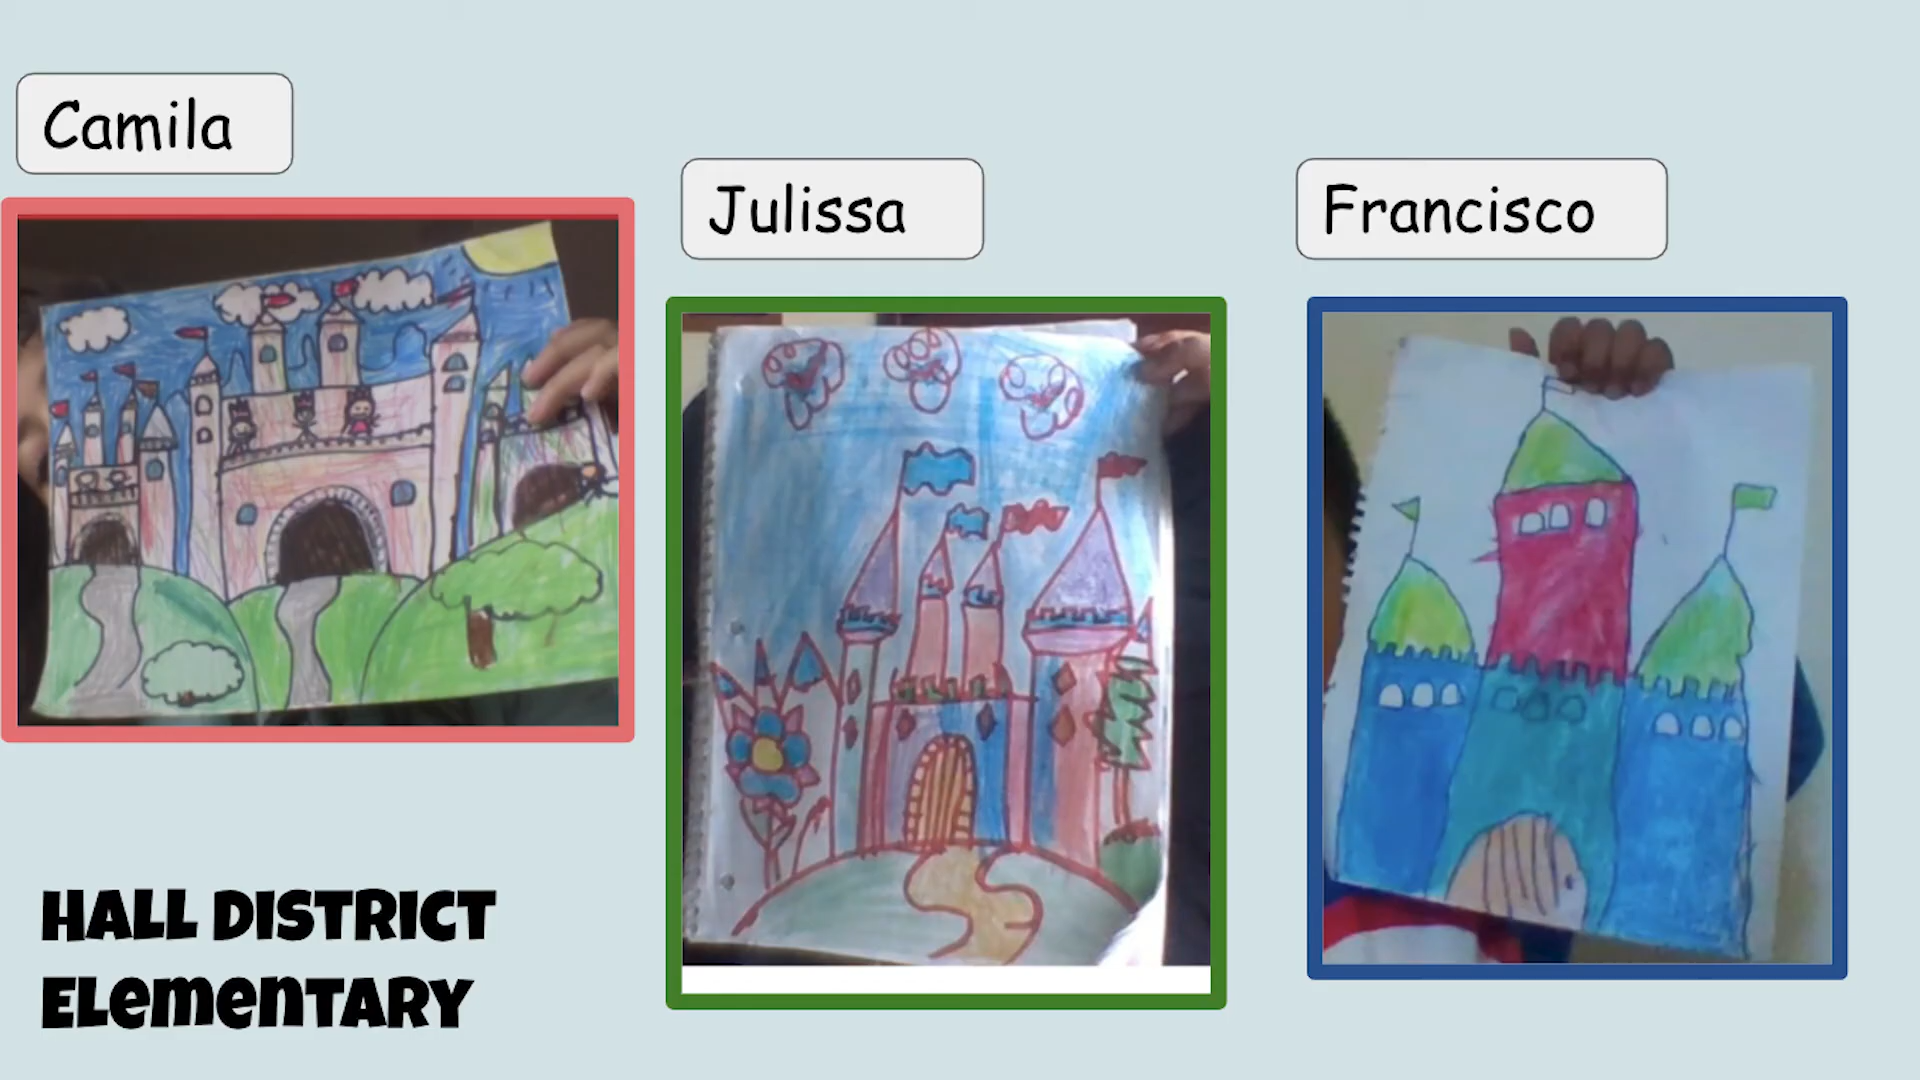 Camila
Julissa
Francisco
HALL DISTRICT
ELementARY